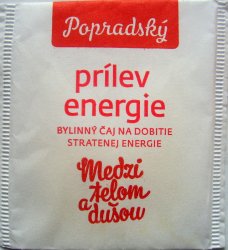 Popradský
prílev
energie
BYLINNÝ ČAJ NA DOBITIE
STRATENEJ ENERGIE
Medzi
telom
a dušou